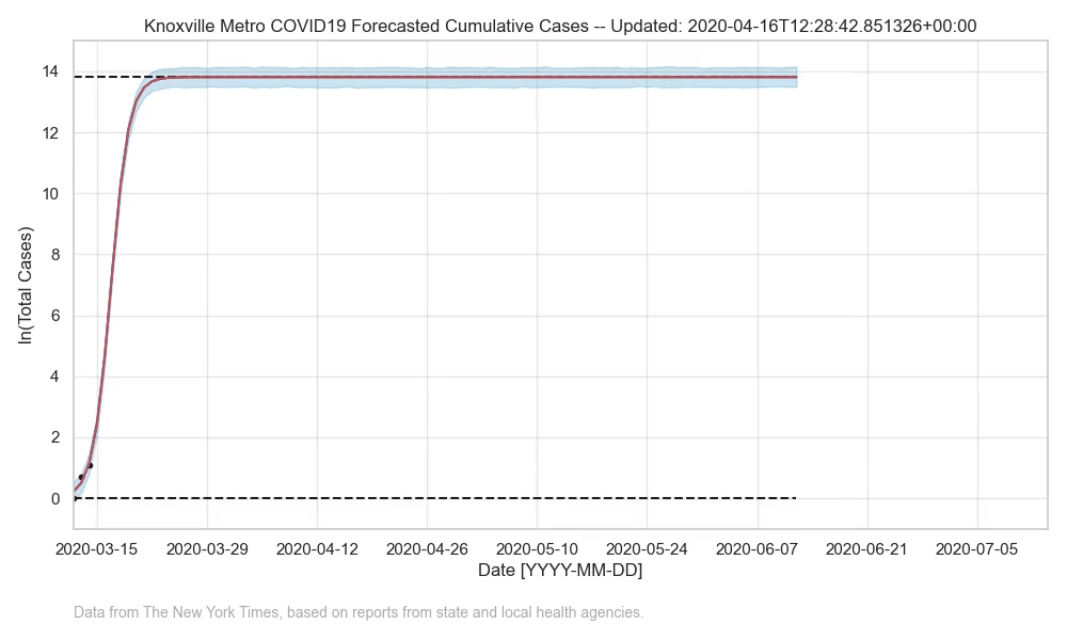 Knoxville Metro COVID19 Forecasted Cumulative Cases -- Updated: 2020-04-16T12:28:42.851326+00:00
14
12
10
8
6
4
2
0
ln(Total Cases)
2020-03-15 2020-03-29 2020-04-12 2020-04-26 2020-05-10 2020-05-24 2020-06-07 2020-06-21 2020-07-05
Date [YYYY-MM-DD]
Data from The New York Times, based on reports from state and local health agencies.